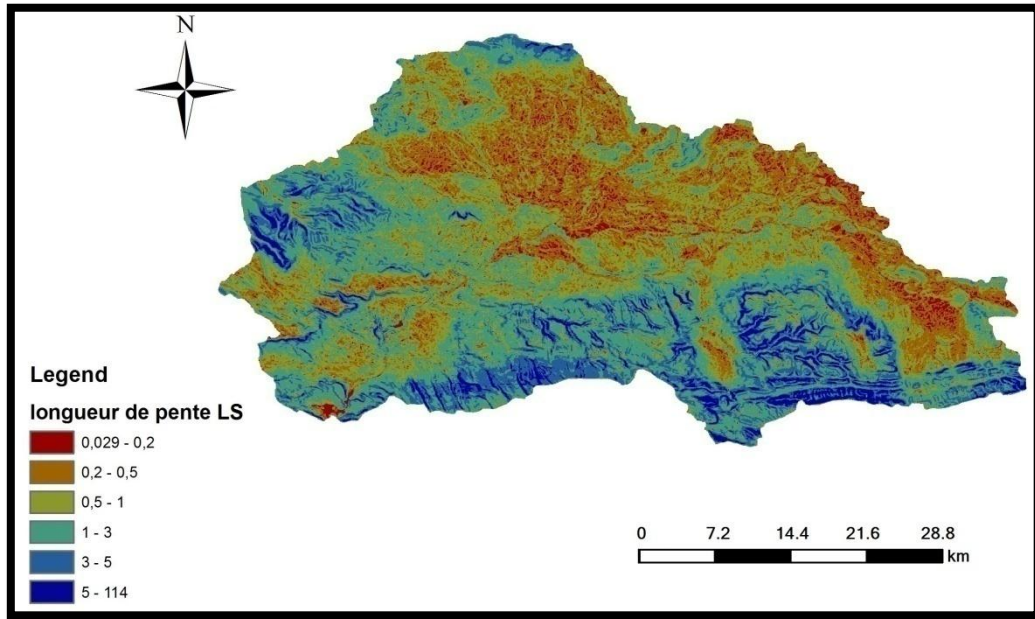 N
Legend
longueur de pente LS
0,029 - 0,2
0,2 - 0,5
0,5 - 1
1 - 3
3 - 5
5 - 114
0 7.2 14.4 21.6 28.8
km